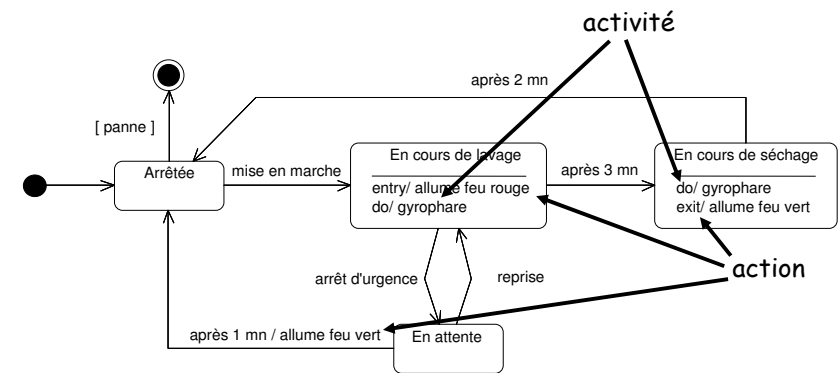 activité
après 2 mn
[ panne ]
Arrêtée
mise en marche
En cours de lavage
entry/ allume feu rouge
do/ gyrophare
après 3 mn
En cours de séchage
do/ gyrophare
exit/ allume feu vert
action
arrêt d'urgence
reprise
après 1 mn / allume feu vert
En attente